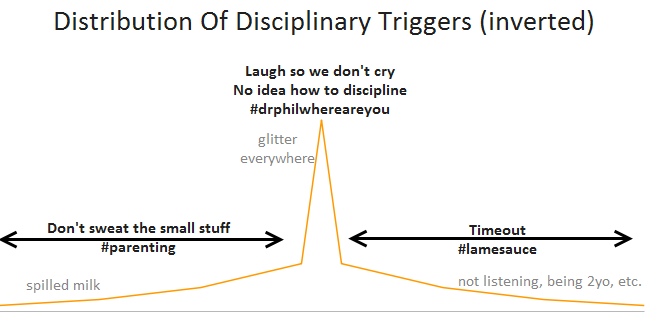 Distribution Of Disciplinary Triggers (inverted)
Laugh so we don't cry
No idea how to discipline
#drphilwhereareyou
glitter
everywhere
Don't sweat the small stuff
#parenting
Timeout
#lamesauce
spilled milk
not listening, being 2yo, etc.